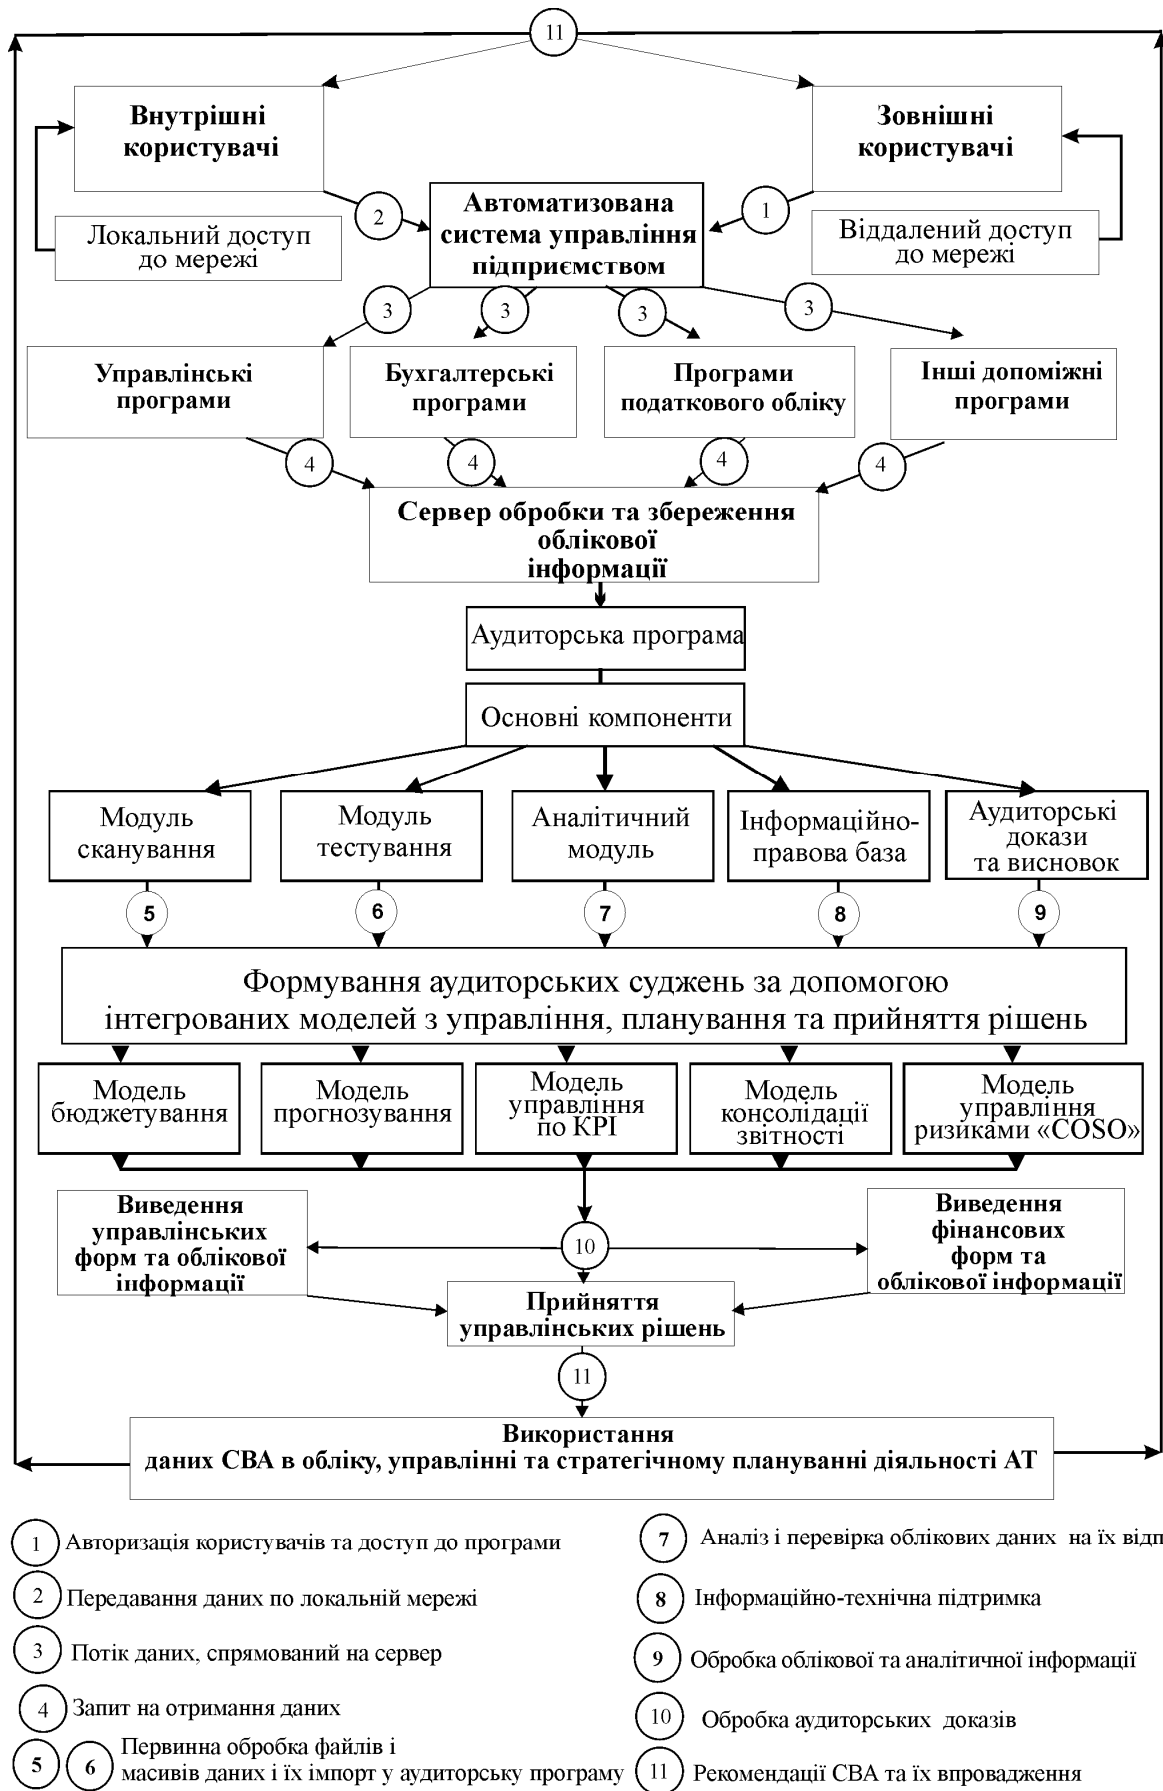 11
Внутрішні
користувачі
Зовнішні
користувачі
Локальний доступ
до мережі
2
Автоматизована
система управління
підприємством
1
Віддалений доступ
до мережі
3
3
3
3
Управлінські
програми
Бухгалтерські
програми
Програми
податкового обліку
Інші допоміжні
програми
4
4
4
4
Сервер обробки та збереження
облікової
інформації
Аудиторська програма
Основні компоненти
Модуль
сканування
Модуль
тестування
Аналітичний
модуль
Інформаційно-
правова база
Аудиторські
докази
та висновок
5
6
7
8
9
Формування аудиторських суджень за допомогою
інтегрованих моделей з управління, планування та прийняття рішень
Модель
бюджетування
Модель
прогнозування
Модель
управління
по KPI
Модель
консолідації
звітності
Модель
управління
ризиками «COSO»
Виведення
управлінських
форм та облікової
інформації
10
Виведення
фінансових
форм та
облікової інформації
Прийняття
управлінських рішень
11
Використання
даних СВА в обліку, управлінні та стратегічному плануванні діяльності АТ
1 Авторизація користувачів та доступ до програми
2 Передавання даних по локальній мережі
3 Потік даних, спрямований на сервер
4 Запит на отримання даних
5 6 Первинна обробка файлів і
масивів даних і їх імпорт у аудиторську програму
7 Аналіз і перевірка облікових даних на їх відп
8 Інформаційно-технічна підтримка
9 Обробка облікової та аналітичної інформації
10 Обробка аудиторських доказів
11 Рекомендації СВА та їх впровадження